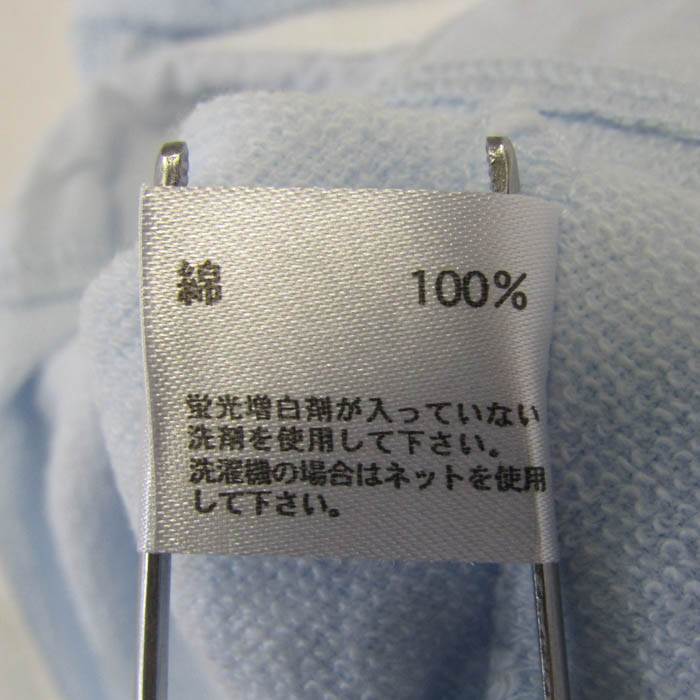 綿 100%
蛍光増白剤が入っていない
洗剤を使用して下さい。
洗濯機の場合はネットを使用
して下さい。